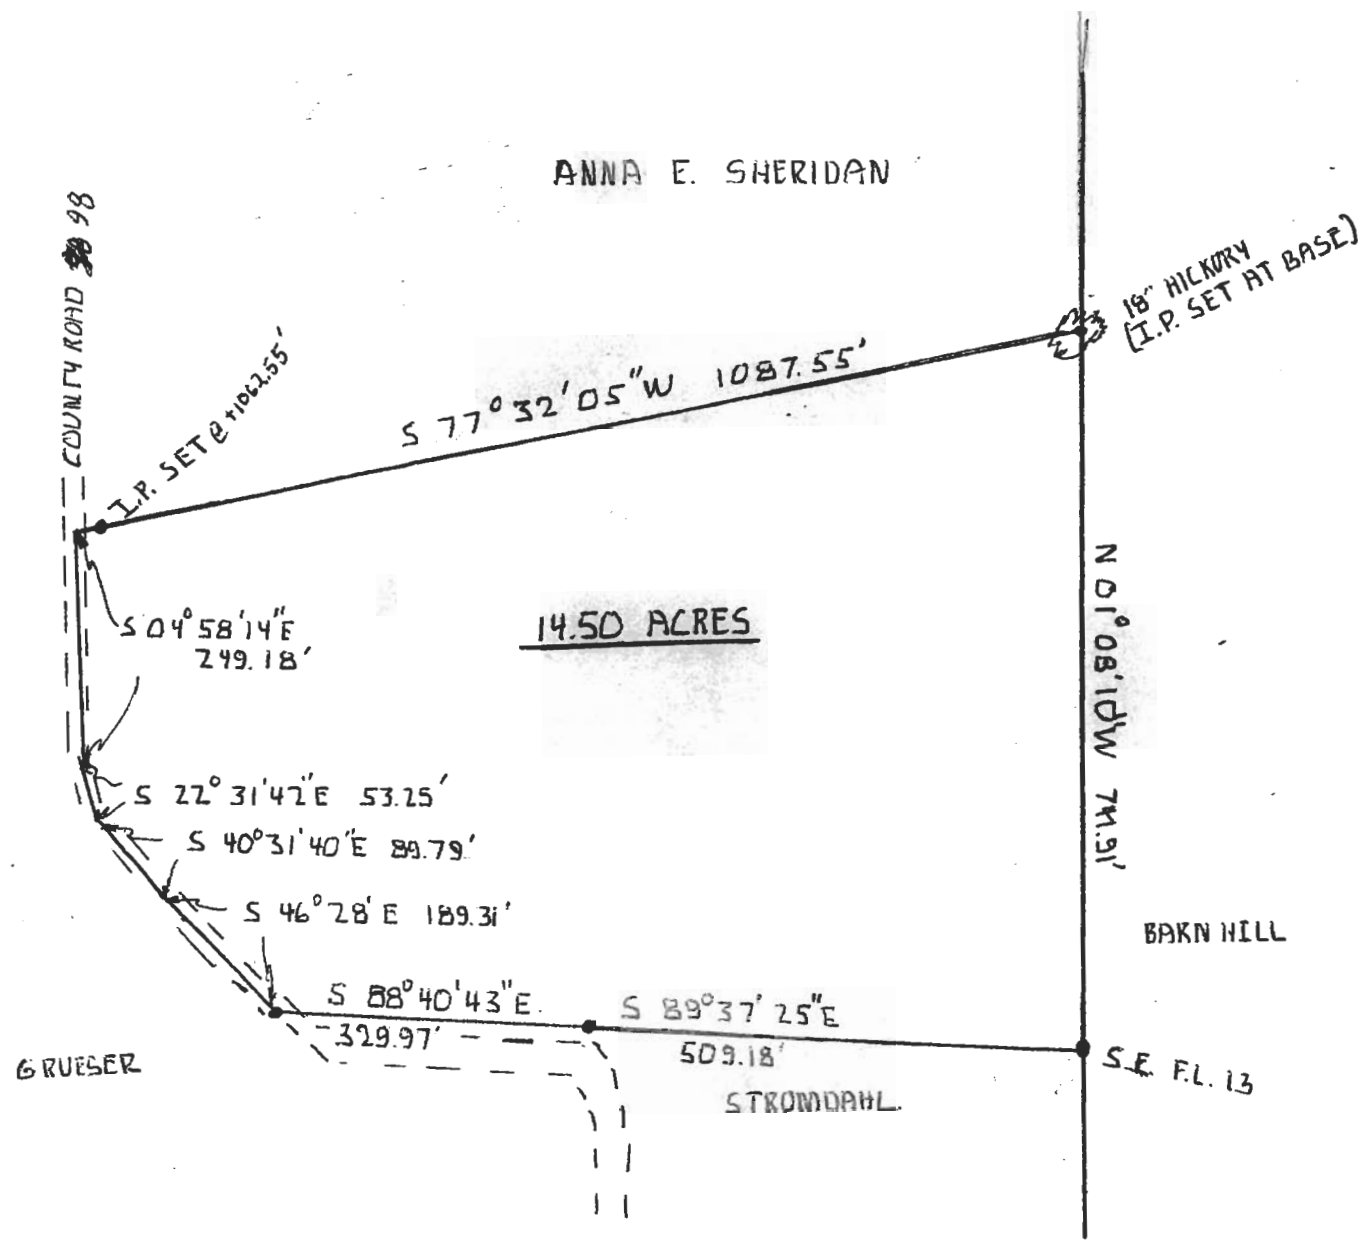 ANNA E. SHERIDAN
COUNTY ROAD 98
18" HICKORY
(I.P. SET AT BASE)
I.P. SET @ +1062.55'
S 77° 32' 05" W 1087.55'
S 04° 58' 14" E
249.18'
14.50 ACRES
N 01° 08' 10" W 741.91'
S 22° 31' 42" E 53.25'
S 40° 31' 40" E 89.79'
S 46° 28' E 189.31'
BARNHILL
S 88° 40' 43" E
329.97'
S 89° 37' 25" E
509.18'
GRUESER
S.E. F.L. 13
STROMDAHL